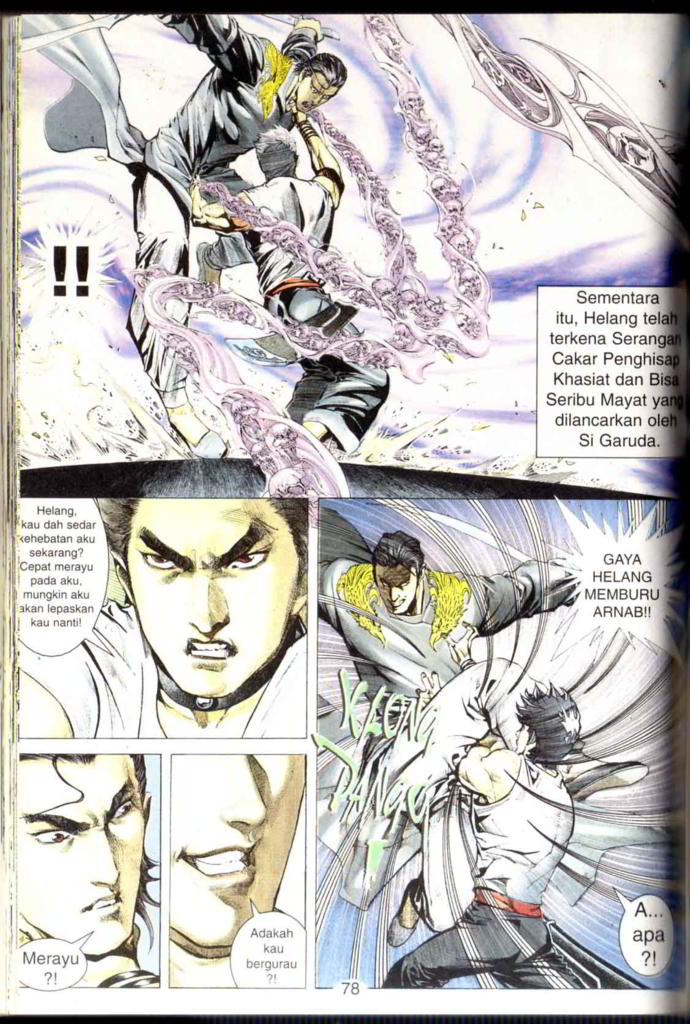 !!
Sementara
itu, Helang telah
terkena Serangan
Cakar Penghisap
Khasiat dan Bisa
Seribu Mayat yang
dilancarkan oleh
Si Garuda.
Helang,
kau dah sedar
kehebatan aku
sekarang?
Cepat merayu
pada aku,
mungkin aku
akan lepaskan
kau nanti!
GAYA
HELANG
MEMBURU
ARNAB!!
KLONG
PANG
!
Merayu
?!
Adakah
kau
bergurau
?!
A...
apa
?!
78